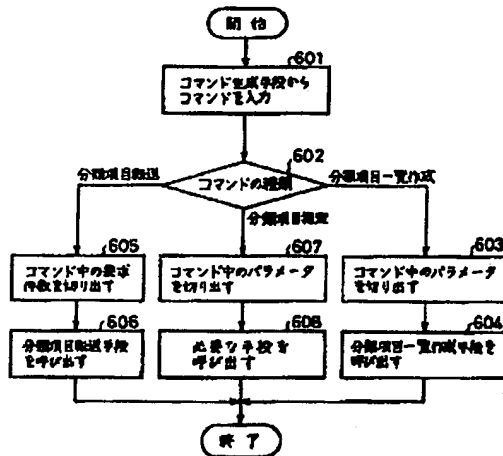 開始
601
コマンド生成手段から
コマンドを入力
602
コマンドの種類
分類項目転送
分類項目指定
分類項目一覧作成
605
コマンド中の要求
件数を切り出す
607
コマンド中のパラメータ
を切り出す
603
コマンド中のパラメータ
を切り出す
606
分類項目転送手段
を呼び出す
608
必要な手段を
呼び出す
604
分類項目一覧作成手段を
呼び出す
終了